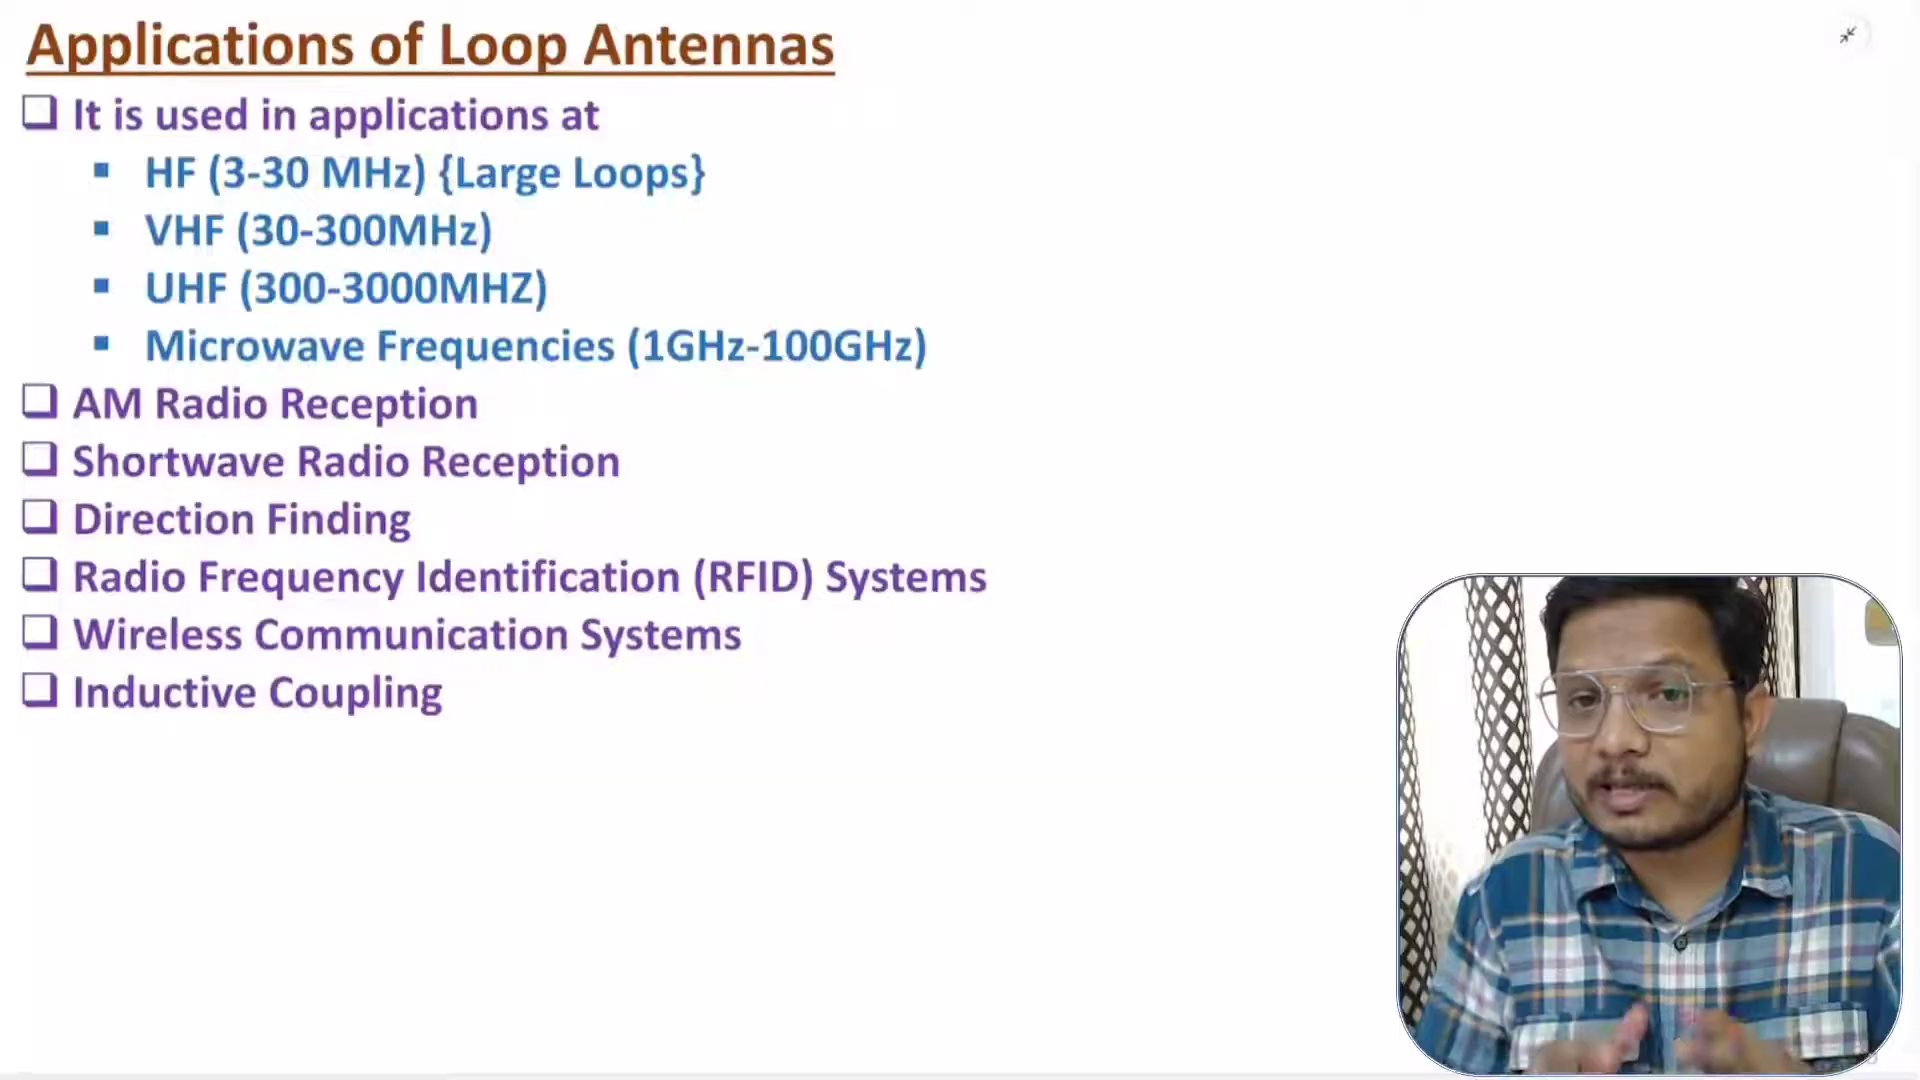 Applications of Loop Antennas
It is used in applications at
HF (3-30 MHz) {Large Loops}
VHF (30-300MHz)
UHF (300-3000MHZ)
Microwave Frequencies (1GHz-100GHz)
AM Radio Reception
Shortwave Radio Reception
Direction Finding
Radio Frequency Identification (RFID) Systems
Wireless Communication Systems
Inductive Coupling